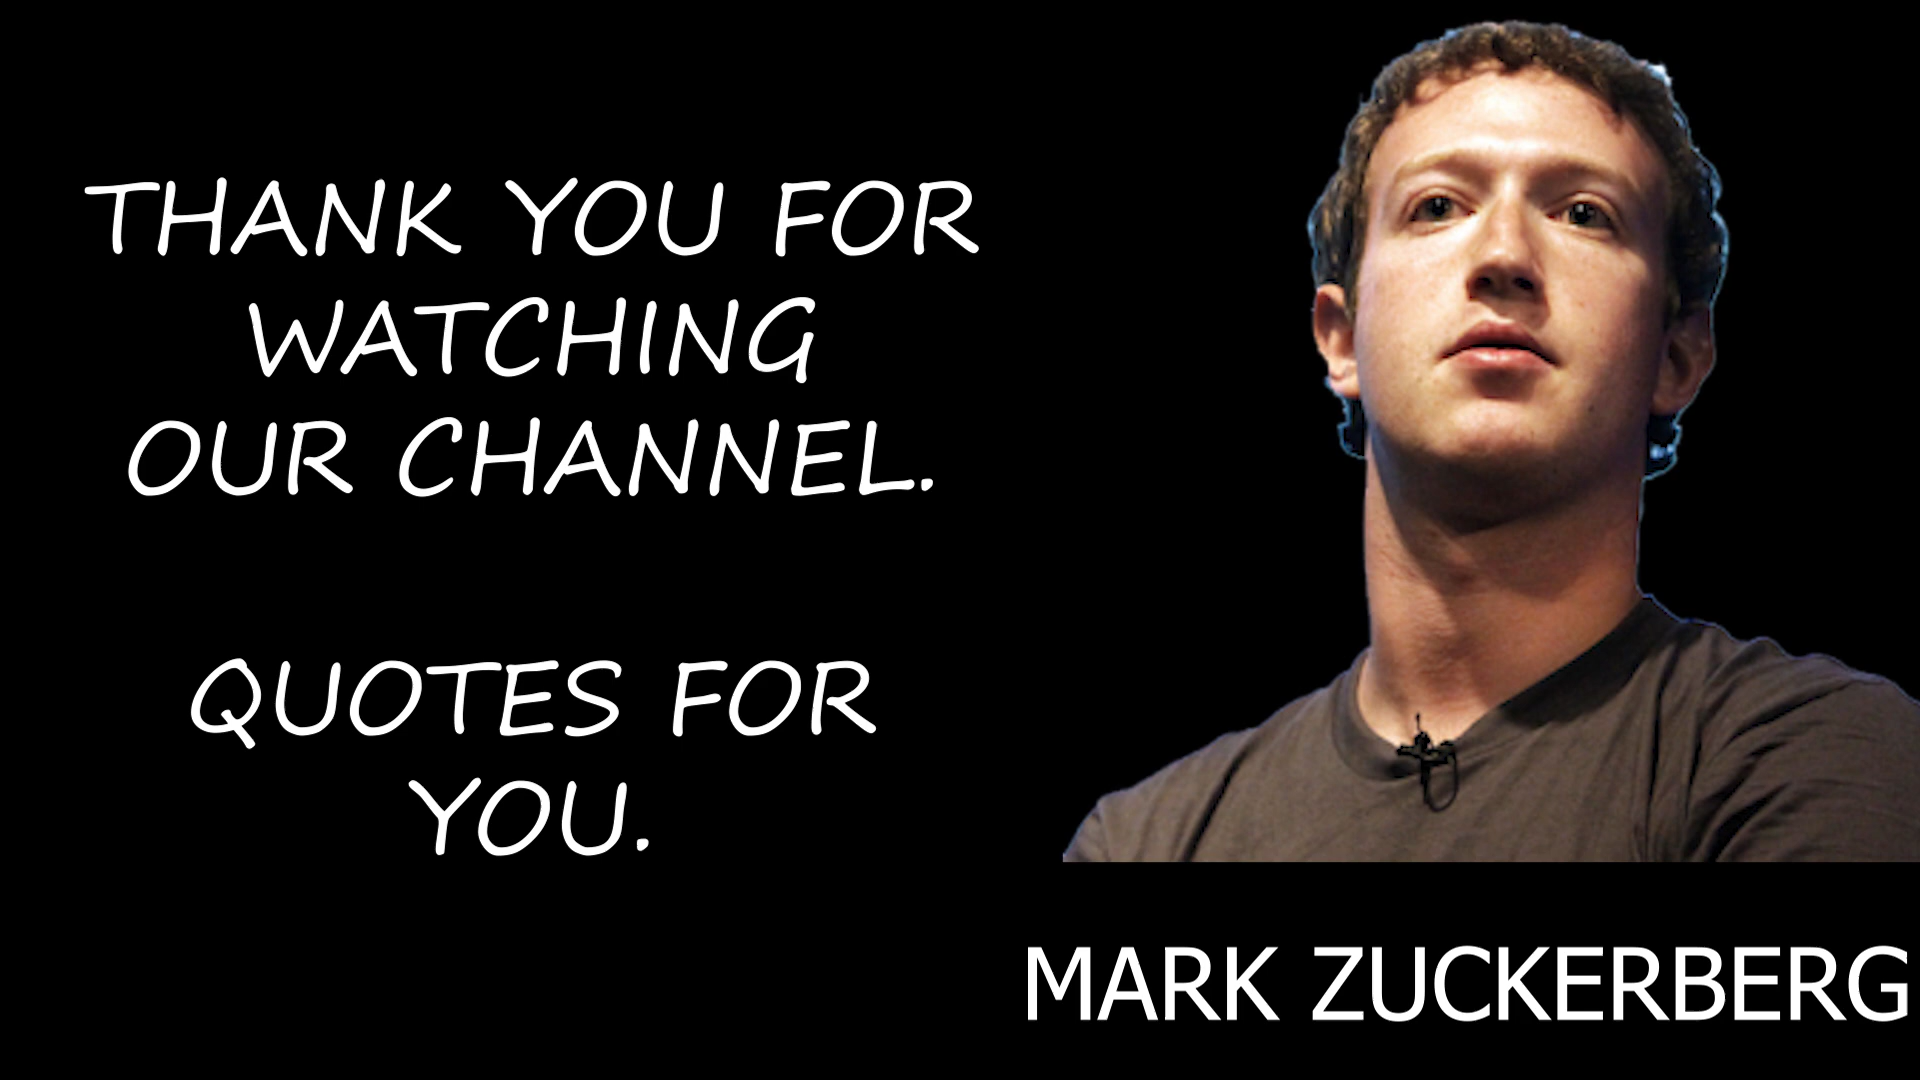 THANK YOU FOR
WATCHING
OUR CHANNEL.
QUOTES FOR
YOU.
MARK ZUCKERBERG